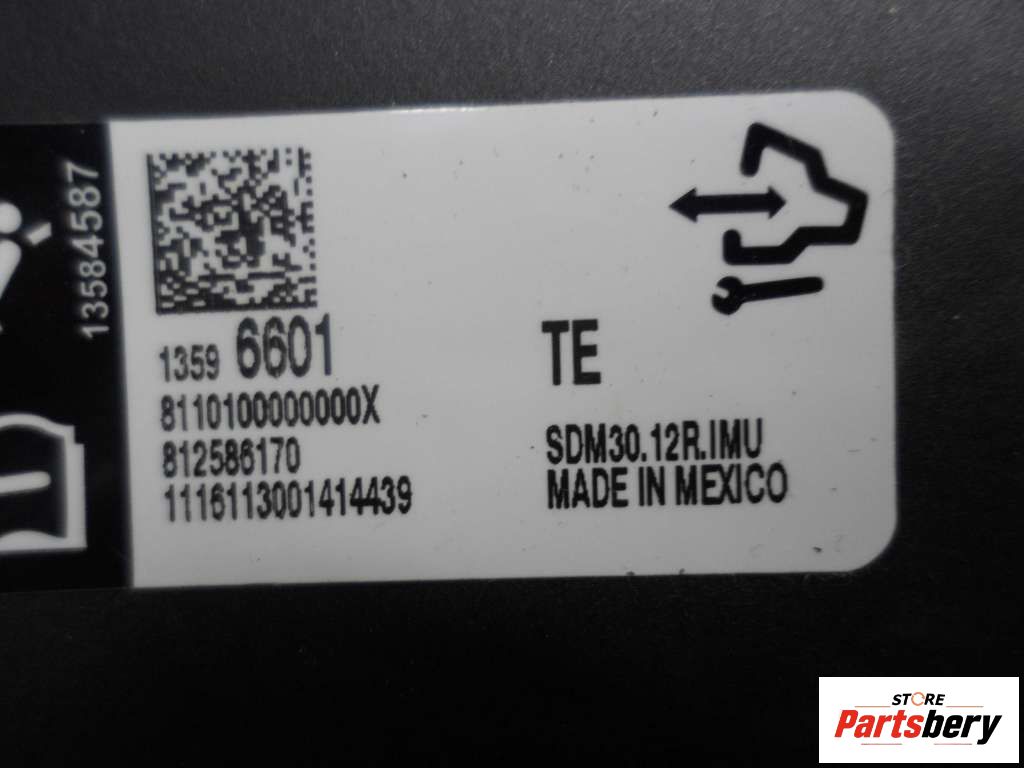 13584587
1359 6601
8110100000000X
812586170
1116113001414439
TE
SDM30.12R.IMU
MADE IN MEXICO
STORE
Partsbery